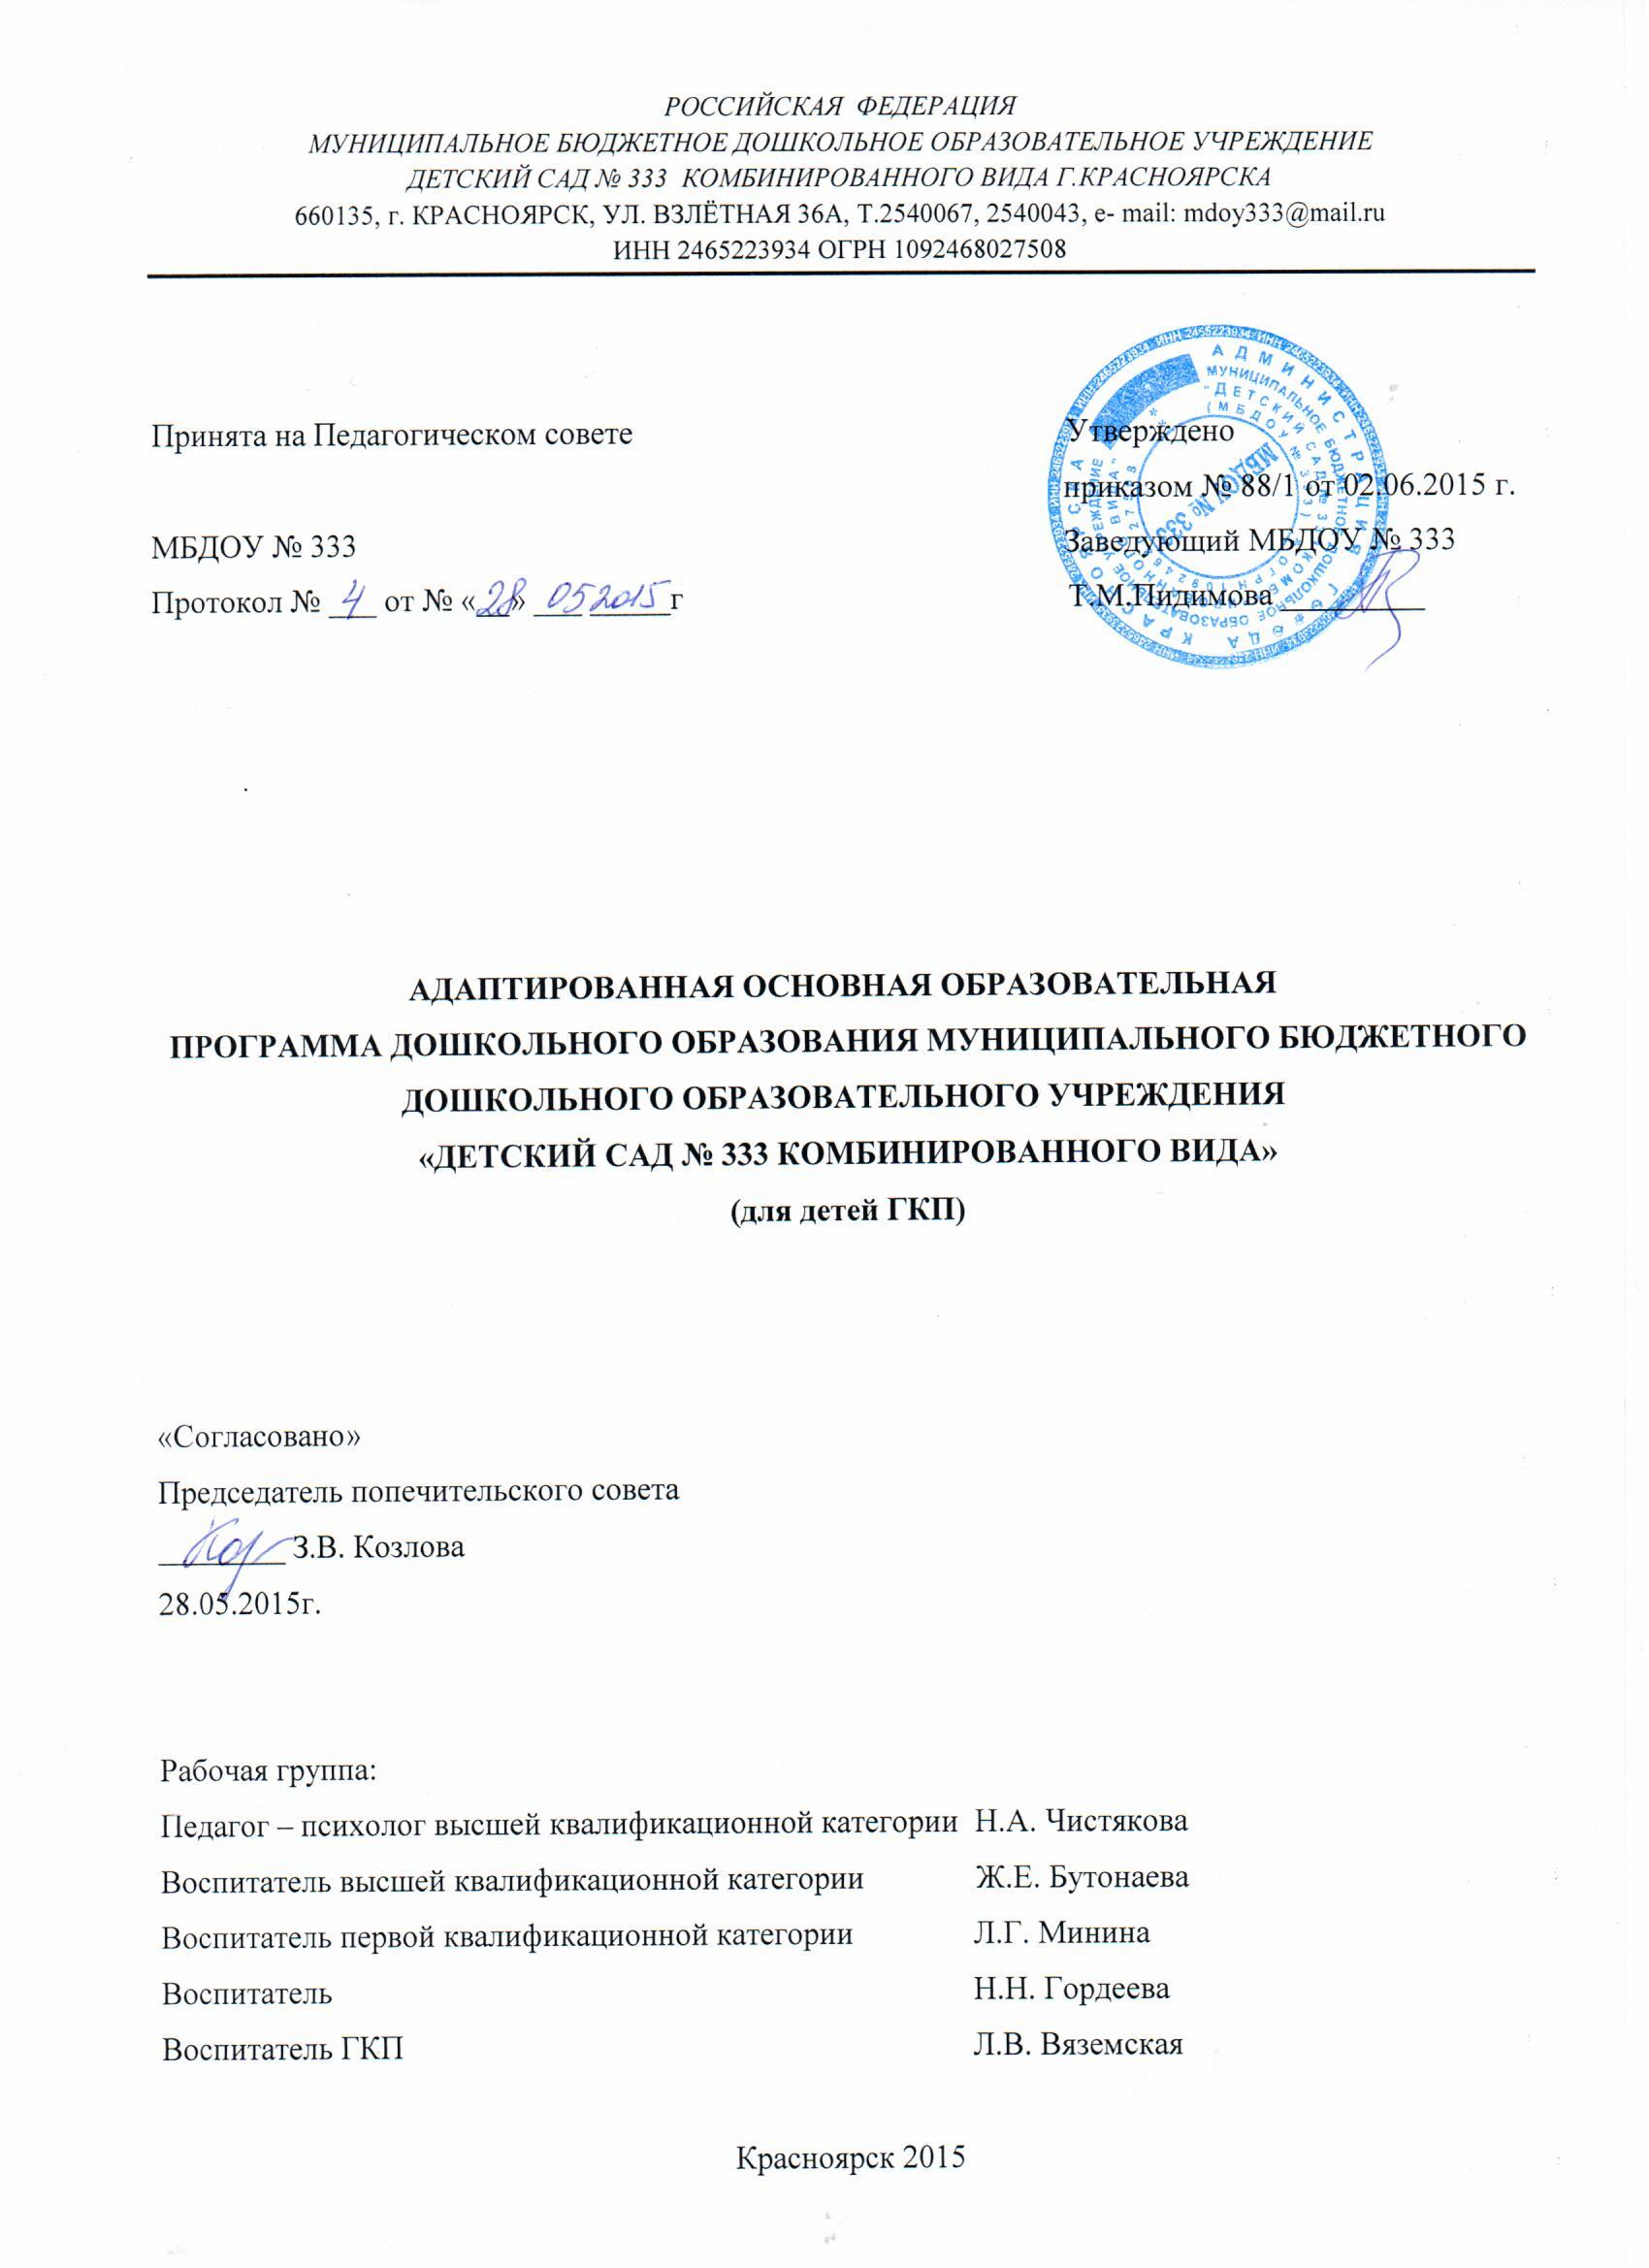 РОССИЙСКАЯ ФЕДЕРАЦИЯ
МУНИЦИПАЛЬНОЕ БЮДЖЕТНОЕ ДОШКОЛЬНОЕ ОБРАЗОВАТЕЛЬНОЕ УЧРЕЖДЕНИЕ
ДЕТСКИЙ САД № 333 КОМБИНИРОВАННОГО ВИДА Г.КРАСНОЯРСКА
660135, г. КРАСНОЯРСК, УЛ. ВЗЛЁТНАЯ 36А, Т.2540067, 2540043, е- mail: mdoy333@mail.ru
ИНН 2465223934 ОГРН 1092468027508
Принята на Педагогическом совете
МБДОУ № 333
Протокол № 4 от № «28» 05 2015 г
Утверждено
приказом № 88/1 от 02.06.2015 г.
Заведующий МБДОУ № 333
Т.М.Пидимова
МБДОУ № 333
АДАПТИРОВАННАЯ ОСНОВНАЯ ОБРАЗОВАТЕЛЬНАЯ
ПРОГРАММА ДОШКОЛЬНОГО ОБРАЗОВАНИЯ МУНИЦИПАЛЬНОГО БЮДЖЕТНОГО
ДОШКОЛЬНОГО ОБРАЗОВАТЕЛЬНОГО УЧРЕЖДЕНИЯ
«ДЕТСКИЙ САД № 333 КОМБИНИРОВАННОГО ВИДА»
(для детей ГКП)
«Согласовано»
Председатель попечительского совета
З.В. Козлова
28.05.2015г.
Рабочая группа:
Педагог – психолог высшей квалификационной категории Н.А. Чистякова
Воспитатель высшей квалификационной категории Ж.Е. Бутонаева
Воспитатель первой квалификационной категории Л.Г. Минина
Воспитатель Н.Н. Гордеева
Воспитатель ГКП Л.В. Вяземская
Красноярск 2015